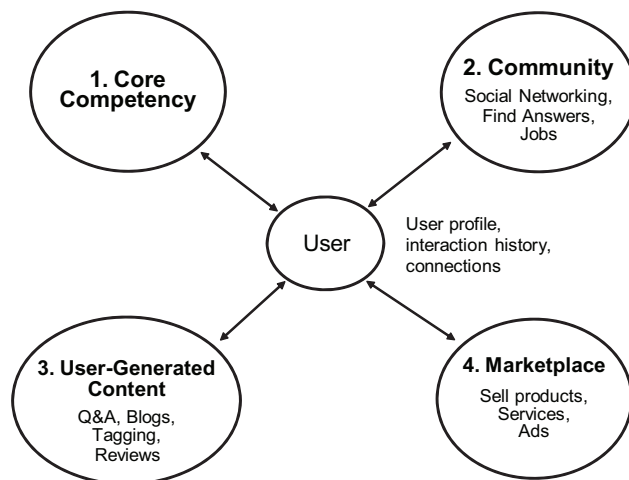 1. Core
Competency
2. Community
Social Networking,
Find Answers,
Jobs
User
User profile,
interaction history,
connections
3. User-Generated
Content
Q&A, Blogs,
Tagging,
Reviews
4. Marketplace
Sell products,
Services,
Ads